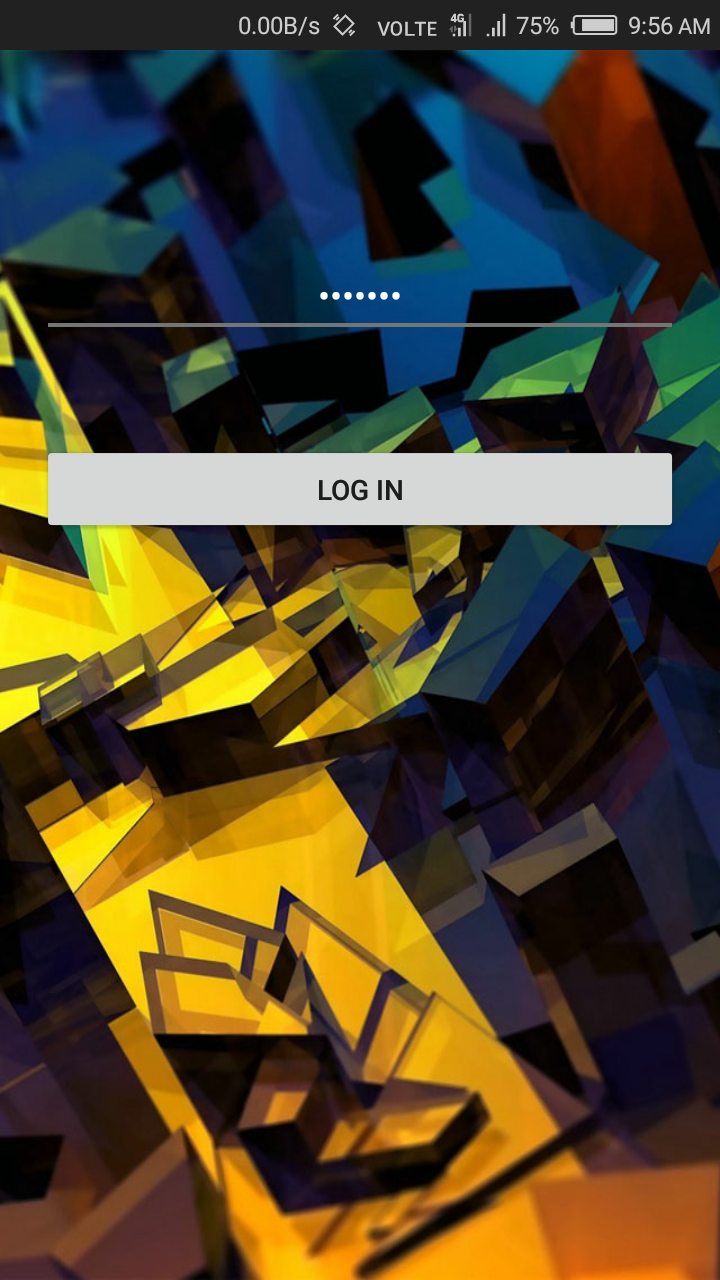 0.00B/s VOLTE 4G 75% 9:56 AM
•••••••
LOG IN